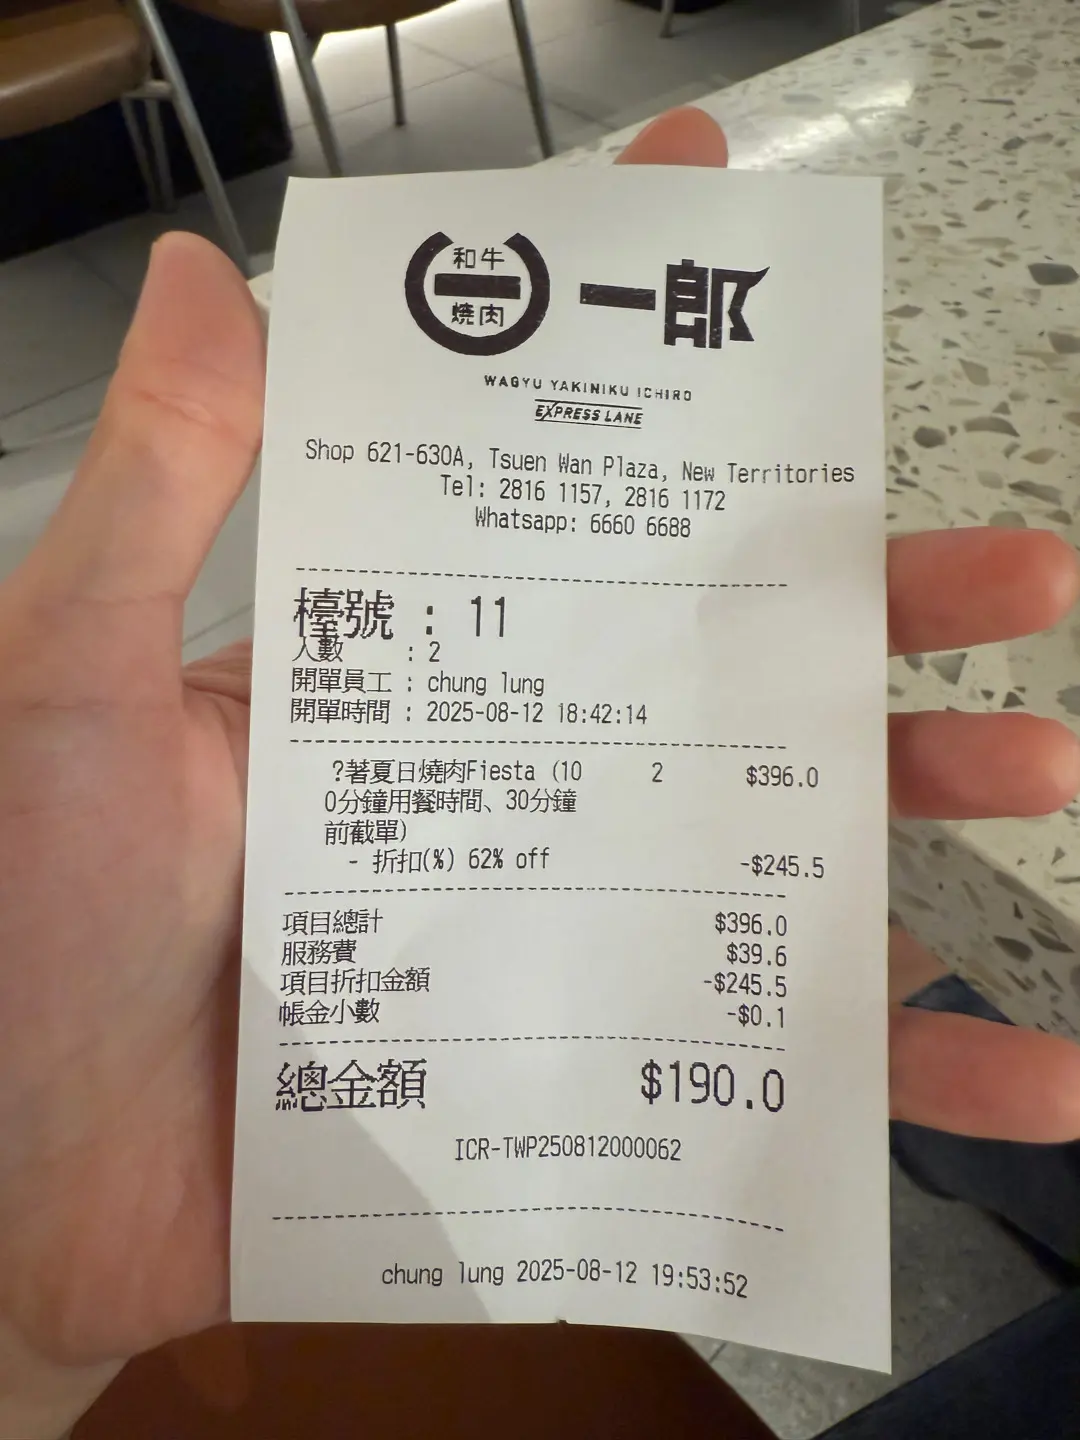 和牛
燒肉
一郎
WAGYU YAKINIKU ICHIRO
EXPRESS LANE
Shop 621-630A, Tsuen Wan Plaza, New Territories
Tel: 2816 1157, 2816 1172
Whatsapp: 6660 6688
檯號 : 11
人數 : 2
開單員工 : chung lung
開單時間 : 2025-08-12 18:42:14
?著夏日燒肉Fiesta (10 2 $396.0
0分鐘用餐時間、30分鐘
前截單)
- 折扣(%) 62% off -$245.5
項目總計 $396.0
服務費 $39.6
項目折扣金額 -$245.5
帳金小數 -$0.1
總金額 $190.0
ICR-TWP250812000062
chung lung 2025-08-12 19:53:52